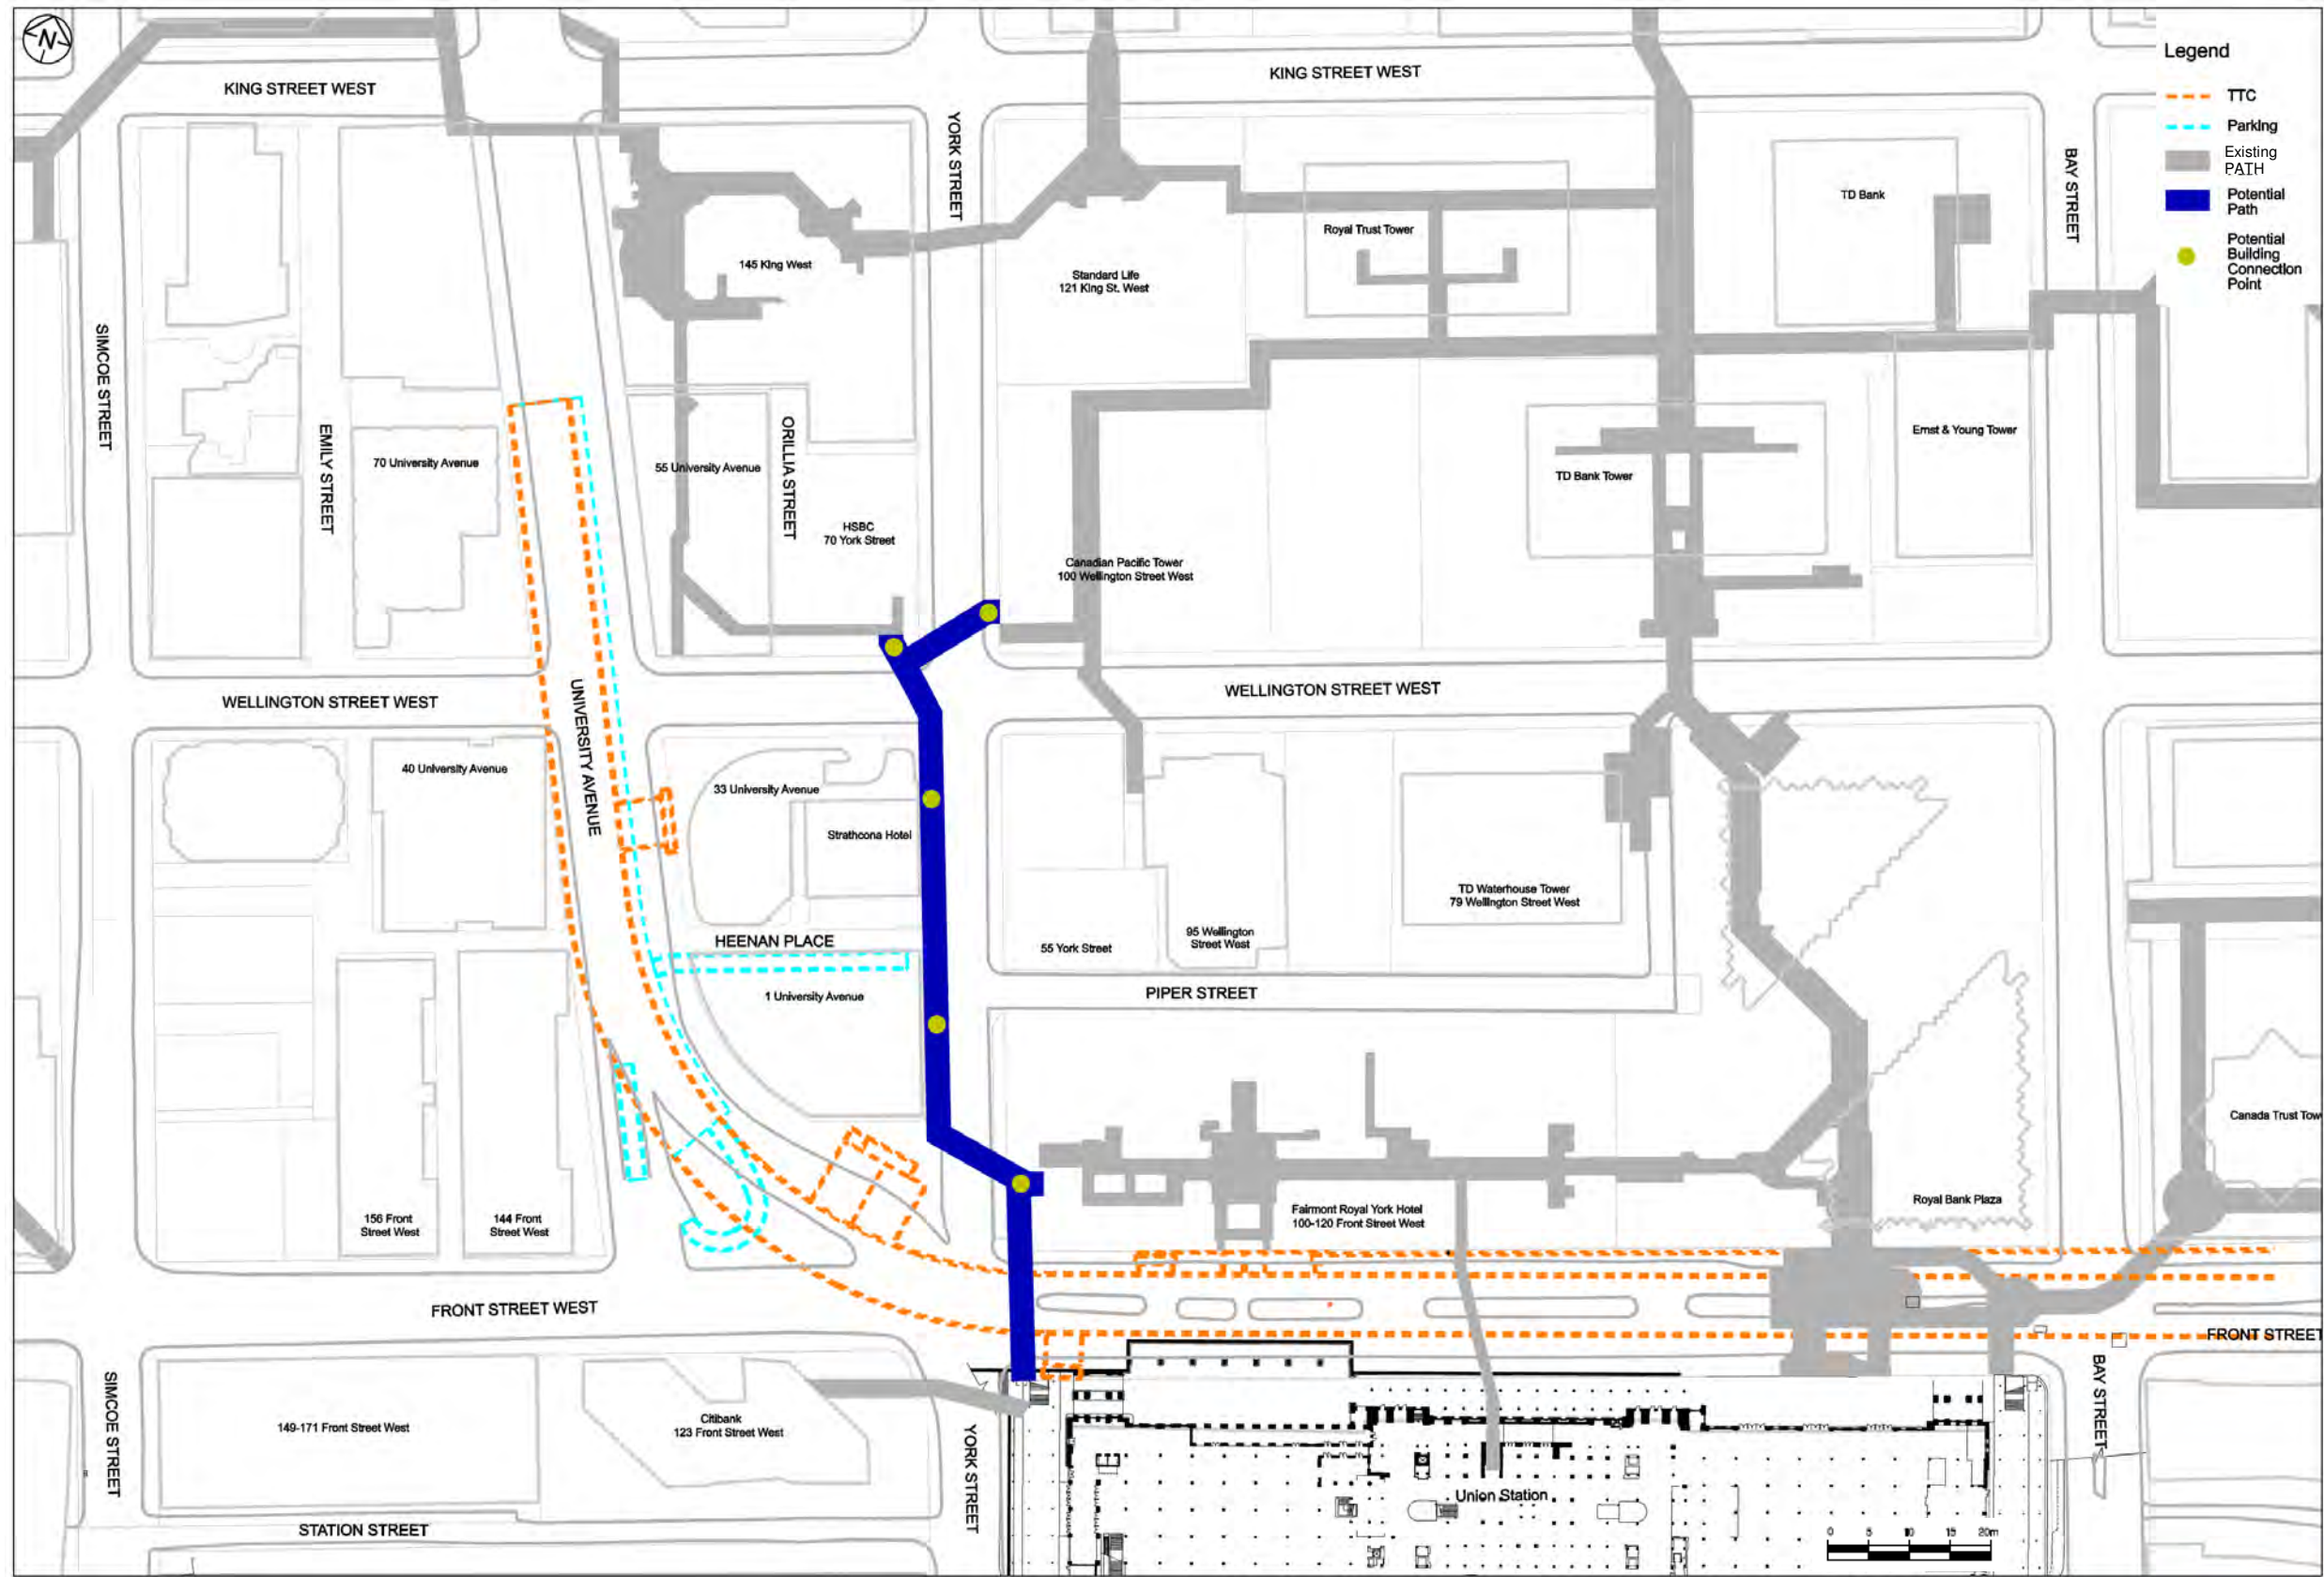 N
KING STREET WEST
KING STREET WEST
Legend
TTC
Parking
Existing
PATH
Potential
Path
Potential
Building
Connection
Point
YORK STREET
BAY STREET
TD Bank
Royal Trust Tower
145 King West
Standard Life
121 King St. West
SIMCOE STREET
EMILY STREET
70 University Avenue
55 University Avenue
ORILLIA STREET
HSBC
70 York Street
TD Bank Tower
Ernst & Young Tower
Canadian Pacific Tower
100 Wellington Street West
WELLINGTON STREET WEST
UNIVERSITY AVENUE
WELLINGTON STREET WEST
40 University Avenue
33 University Avenue
Strathcona Hotel
HEENAN PLACE
1 University Avenue
55 York Street
95 Wellington
Street West
TD Waterhouse Tower
79 Wellington Street West
PIPER STREET
156 Front
Street West
144 Front
Street West
Fairmont Royal York Hotel
100-120 Front Street West
Royal Bank Plaza
Canada Trust Tow
FRONT STREET WEST
FRONT STREET
SIMCOE STREET
149-171 Front Street West
Citibank
123 Front Street West
YORK STREET
BAY STREET
Union Station
STATION STREET
0 5 10 15 20m